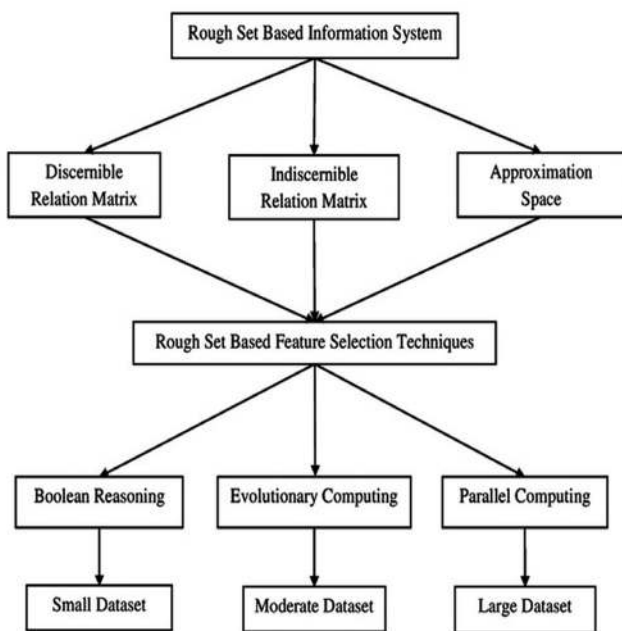 Rough Set Based Information System
Discernible
Relation Matrix
Indiscernible
Relation Matrix
Approximation
Space
Rough Set Based Feature Selection Techniques
Boolean Reasoning
Evolutionary Computing
Parallel Computing
Small Dataset
Moderate Dataset
Large Dataset